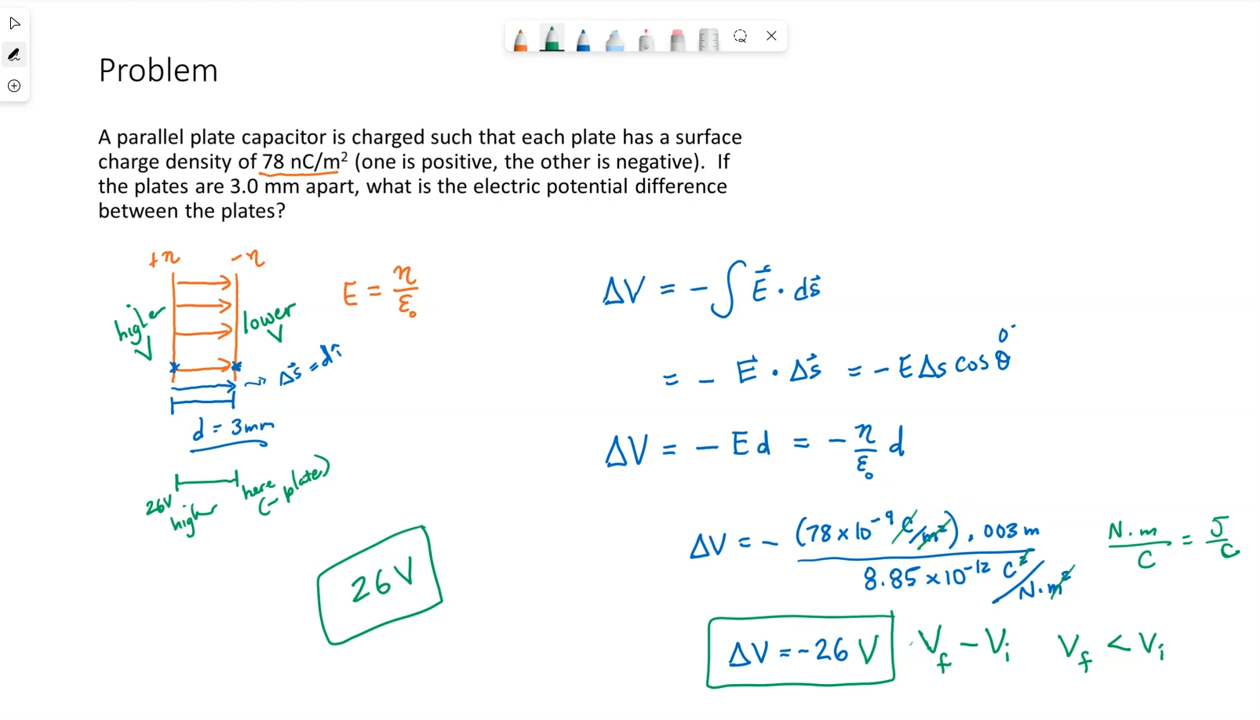 Problem
A parallel plate capacitor is charged such that each plate has a surface
charge density of 78 nC/m² (one is positive, the other is negative). If
the plates are 3.0 mm apart, what is the electric potential difference
between the plates?
+η
-η
higher V
lower V
E = η/ε₀
Δs⃗ = dî
d = 3mm
26V higher
here (- plate)
26 V
ΔV = - ∫ E⃗ · ds⃗
= - E⃗ · Δs⃗ = - E Δs cos θ
0°
ΔV = - Ed = - η/ε₀ d
ΔV = - (78 x 10⁻⁹ C/m²) · .003 m / 8.85 x 10⁻¹² C²/N·m²
N·m/C = J/C
ΔV = -26 V
V_f - V_i
V_f < V_i